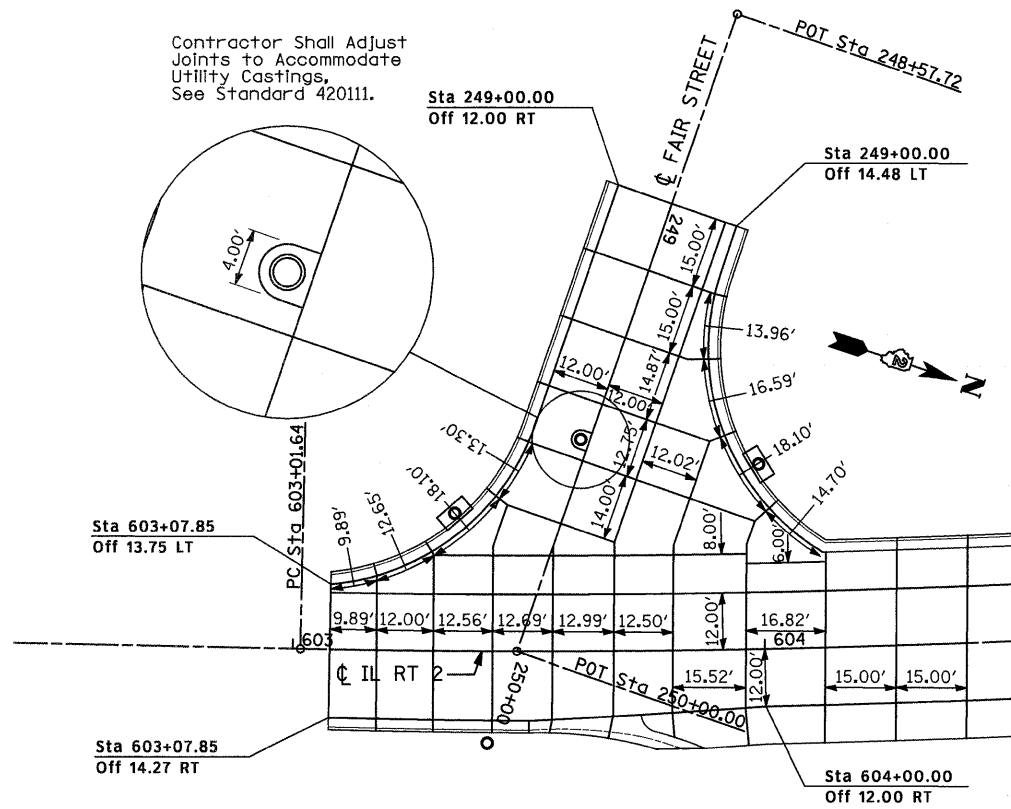 Contractor Shall Adjust
Joints to Accommodate
Utility Castings,
See Standard 420111.
POT Sta 248+57.72
Sta 249+00.00
Off 12.00 RT
℄ FAIR STREET
Sta 249+00.00
Off 14.48 LT
249
15.00'
4.00'
15.00'
13.96'
2
N
14.87'
12.00'
12.00'
16.59'
13.30'
12.75'
12.02'
18.10'
PC Sta 603+01.64
18.10'
14.70'
12.65'
9.89'
14.00'
8.00'
6.00'
Sta 603+07.85
Off 13.75 LT
9.89'
12.00'
12.56'
12.69'
12.99'
12.50'
12.00'
16.82'
603
604
℄ IL RT 2
250+00
POT Sta 250+00.00
15.52'
12.00'
15.00'
15.00'
Sta 603+07.85
Off 14.27 RT
Sta 604+00.00
Off 12.00 RT